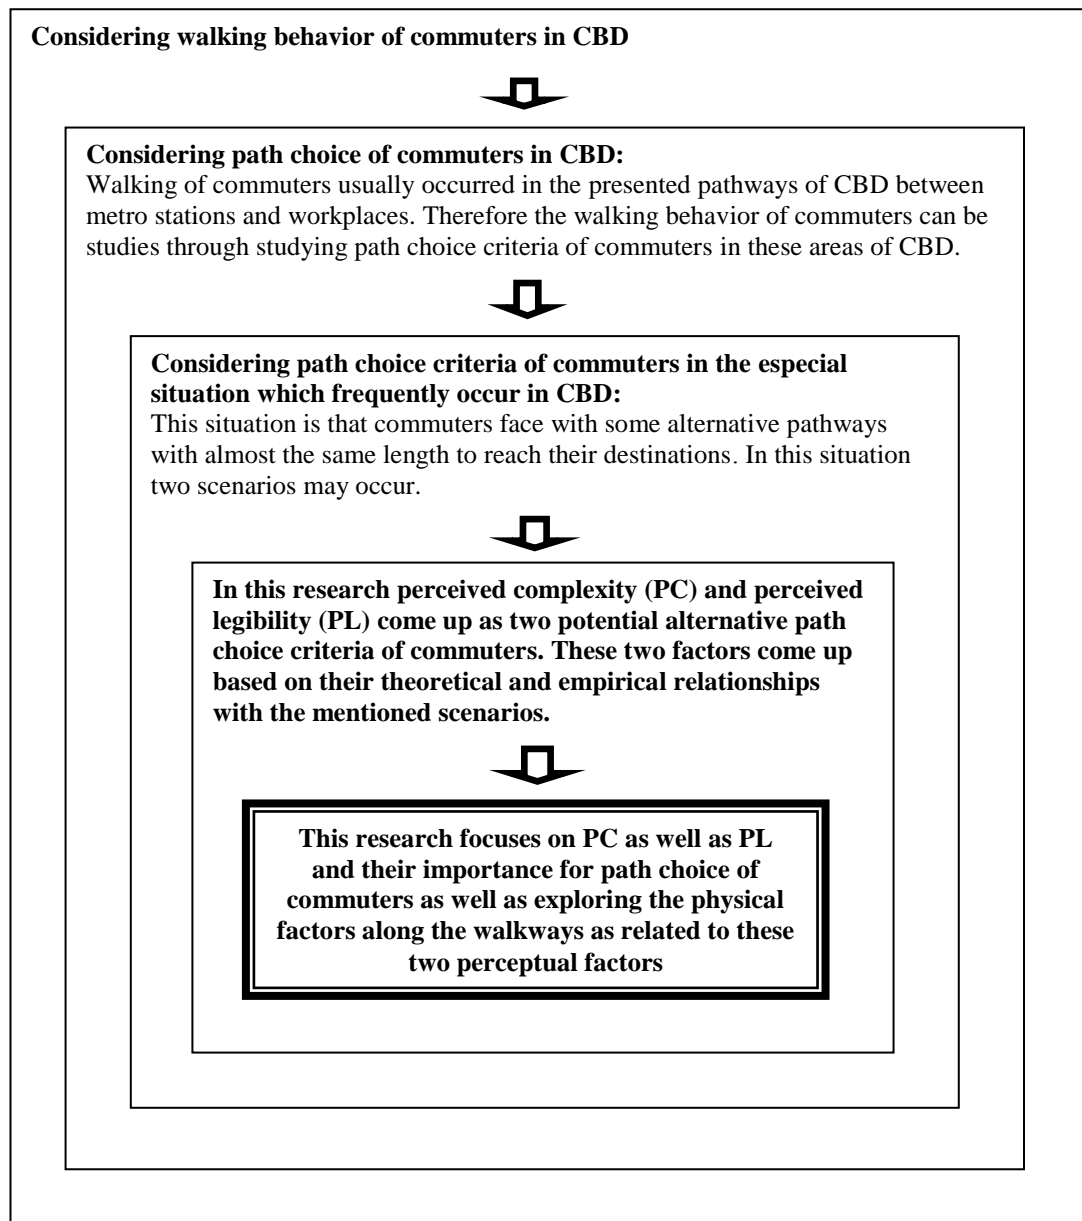 Considering walking behavior of commuters in CBD
Considering path choice of commuters in CBD:
Walking of commuters usually occurred in the presented pathways of CBD between
metro stations and workplaces. Therefore the walking behavior of commuters can be
studies through studying path choice criteria of commuters in these areas of CBD.
Considering path choice criteria of commuters in the especial
situation which frequently occur in CBD:
This situation is that commuters face with some alternative pathways
with almost the same length to reach their destinations. In this situation
two scenarios may occur.
In this research perceived complexity (PC) and perceived
legibility (PL) come up as two potential alternative path
choice criteria of commuters. These two factors come up
based on their theoretical and empirical relationships
with the mentioned scenarios.
This research focuses on PC as well as PL
and their importance for path choice of
commuters as well as exploring the physical
factors along the walkways as related to these
two perceptual factors